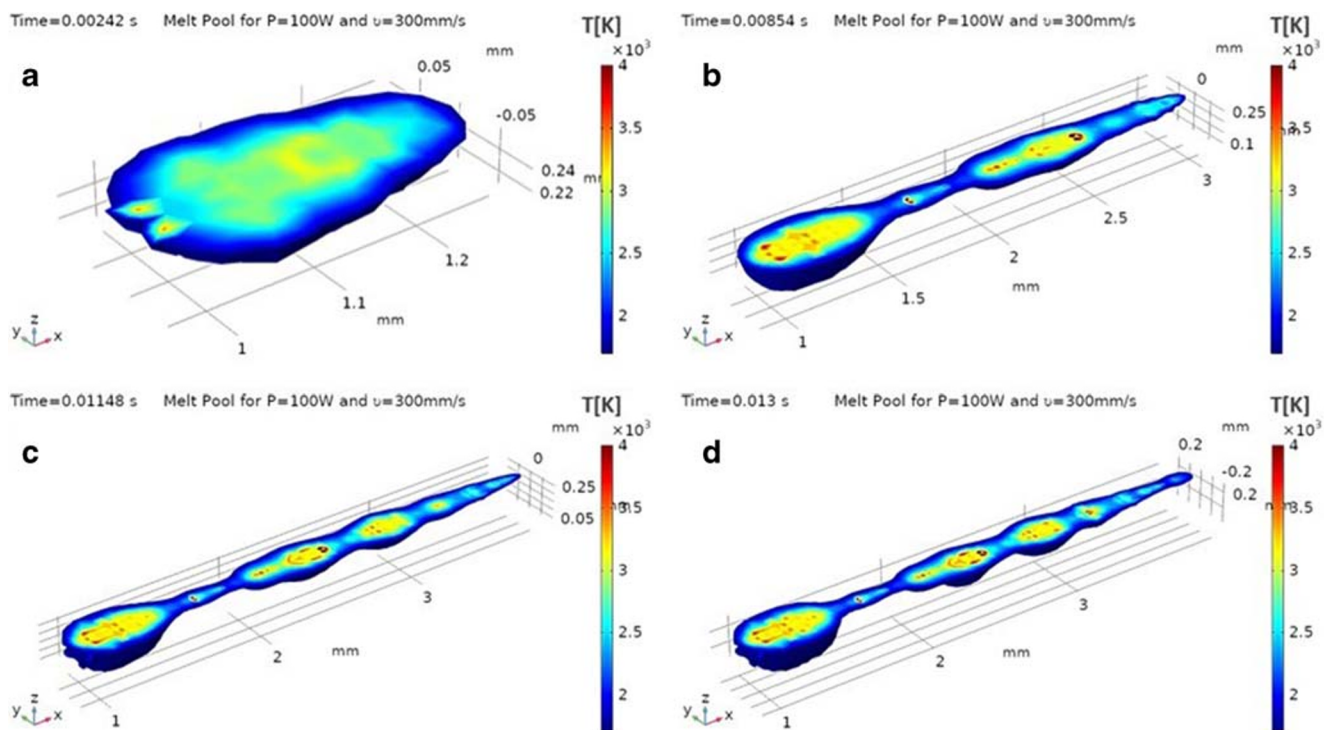 Time=0.00242 s Melt Pool for P=100W and υ=300mm/s
T[K]
×10³
mm
a
0.05
-0.05
0.24
0.22
mm
1.2
1.1
mm
1
4
3.5
3
2.5
2
y z x
Time=0.00854 s Melt Pool for P=100W and υ=300mm/s
T[K]
×10³
mm
b
0
0.25
0.1
3
2.5
2
mm
1.5
1
4
3.5
3
2.5
2
y z x
Time=0.01148 s Melt Pool for P=100W and υ=300mm/s
T[K]
×10³
mm
c
0
0.25
0.05
3
2
mm
1
4
3.5
3
2.5
2
y z x
Time=0.013 s Melt Pool for P=100W and υ=300mm/s
T[K]
×10³
mm
d
0.2
-0.2
0.2
3
2
mm
1
4
3.5
3
2.5
2
y z x